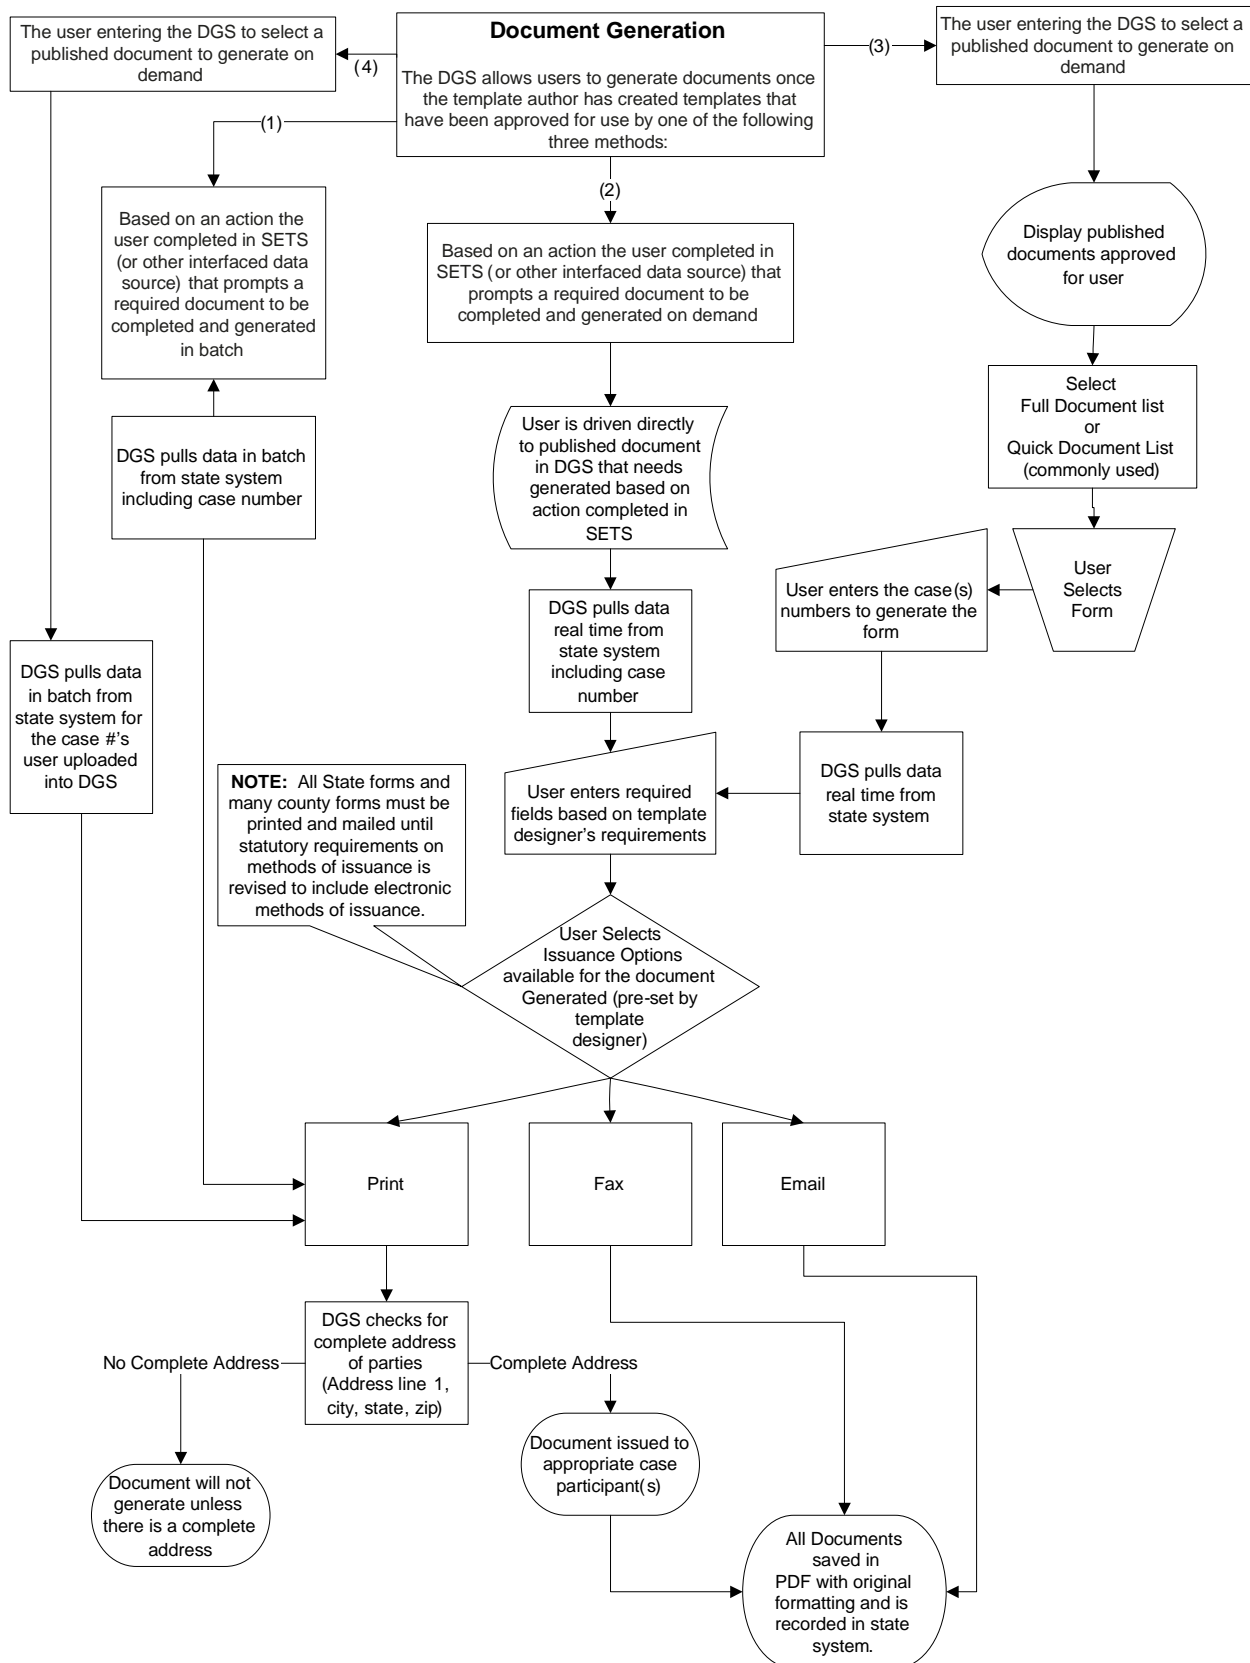 Document Generation
The DGS allows users to generate documents once
the template author has created templates that
have been approved for use by one of the following
three methods:
The user entering the DGS to select a
published document to generate on
demand
(4)
(3)
The user entering the DGS to select a
published document to generate on
demand
(1)
(2)
Based on an action the
user completed in SETS
(or other interfaced data
source) that prompts a
required document to be
completed and generated
in batch
Based on an action the user completed in
SETS (or other interfaced data source) that
prompts a required document to be
completed and generated on demand
Display published
documents approved
for user
DGS pulls data in batch
from state system
including case number
User is driven directly
to published document
in DGS that needs
generated based on
action completed in
SETS
Select
Full Document list
or
Quick Document List
(commonly used)
User
Selects
Form
User enters the case(s)
numbers to generate the
form
DGS pulls data
real time from
state system
including case
number
DGS pulls data
in batch from
state system for
the case #'s
user uploaded
into DGS
DGS pulls data
real time from
state system
User enters required
fields based on template
designer's requirements
NOTE: All State forms and
many county forms must be
printed and mailed until
statutory requirements on
methods of issuance is
revised to include electronic
methods of issuance.
User Selects
Issuance Options
available for the document
Generated (pre-set by
template
designer)
Print
Fax
Email
DGS checks for
complete address
of parties
(Address line 1,
city, state, zip)
No Complete Address
Complete Address
Document will not
generate unless
there is a complete
address
Document issued to
appropriate case
participant(s)
All Documents
saved in
PDF with original
formatting and is
recorded in state
system.